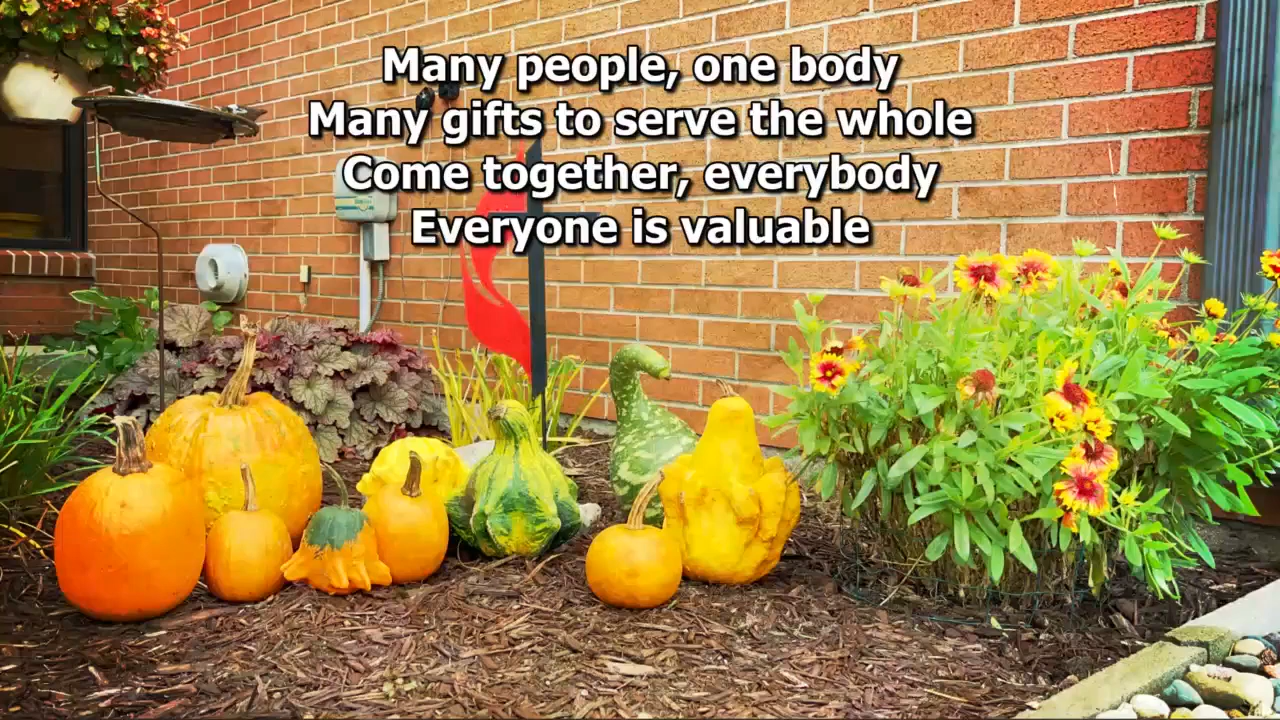 Many people, one body
Many gifts to serve the whole
Come together, everybody
Everyone is valuable